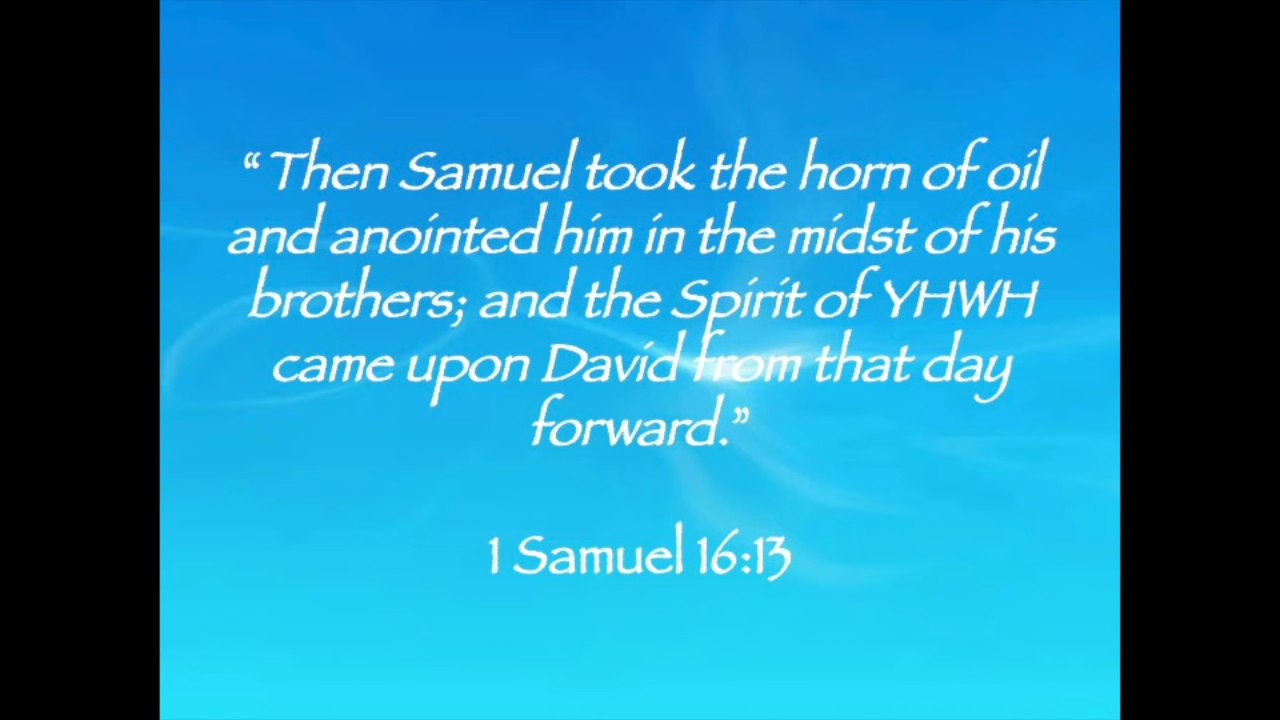 “Then Samuel took the horn of oil
and anointed him in the midst of his
brothers; and the Spirit of YHWH
came upon David from that day
forward.”
1 Samuel 16:13